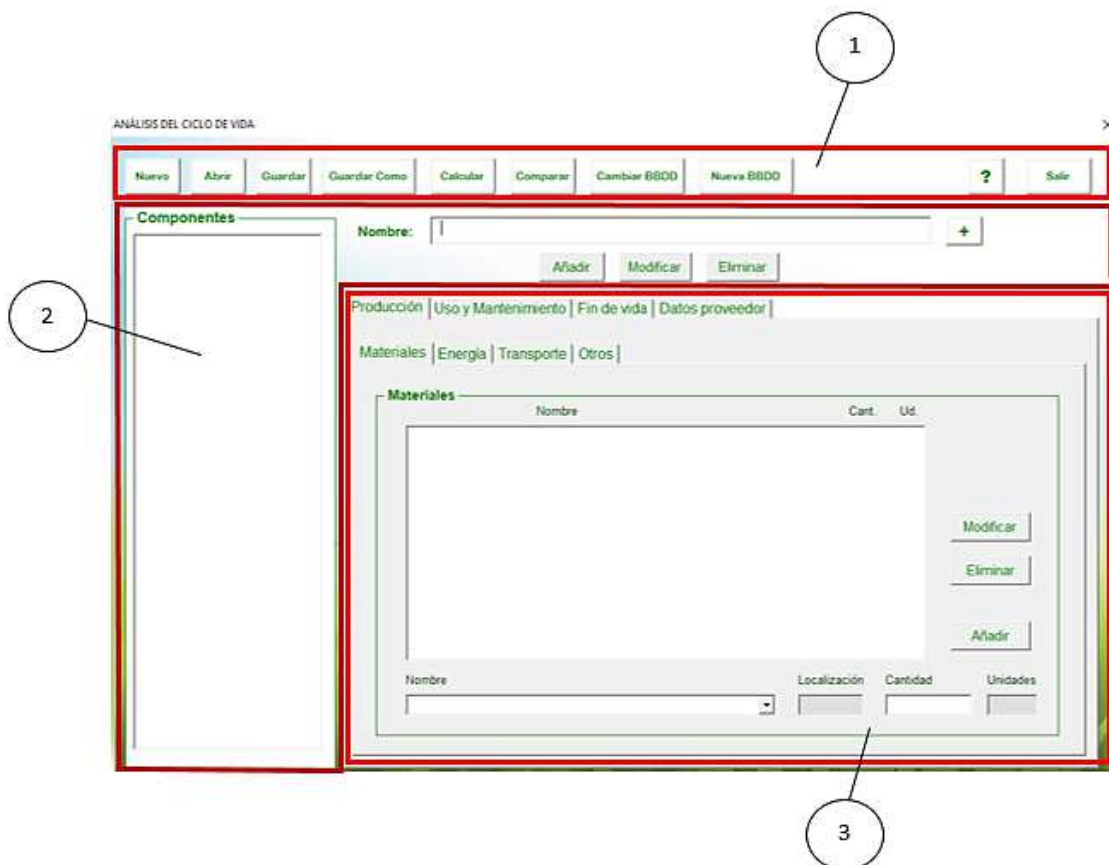 1
ANÁLISIS DEL CICLO DE VIDA ×
Nuevo Abrir Guardar Guardar Como Calcular Comparar Cambiar BBDD Nueva BBDD ? Salir
Componentes
Nombre: +
Añadir Modificar Eliminar
2
Producción Uso y Mantenimiento Fin de vida Datos proveedor
Materiales Energía Transporte Otros
Materiales
Nombre Cant. Ud.
Modificar
Eliminar
Añadir
Nombre Localización Cantidad Unidades
3